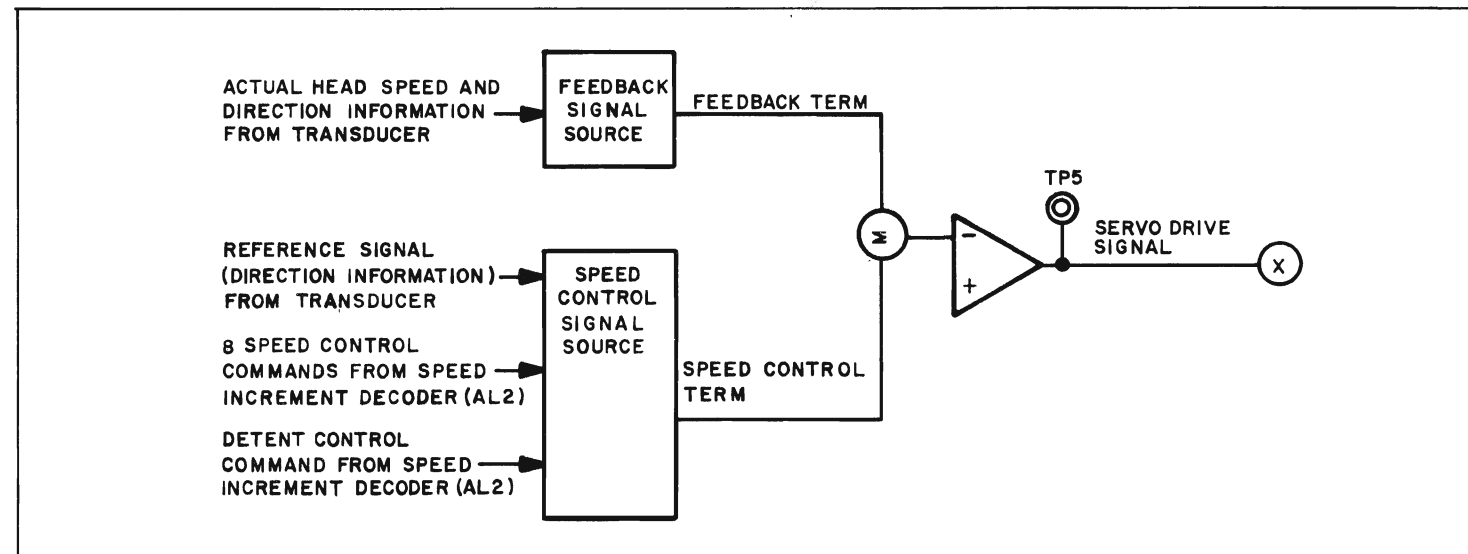 ACTUAL HEAD SPEED AND
DIRECTION INFORMATION
FROM TRANSDUCER
FEEDBACK
SIGNAL
SOURCE
FEEDBACK TERM
REFERENCE SIGNAL
(DIRECTION INFORMATION)
FROM TRANSDUCER
8 SPEED CONTROL
COMMANDS FROM SPEED
INCREMENT DECODER (AL2)
DETENT CONTROL
COMMAND FROM SPEED
INCREMENT DECODER (AL2)
SPEED
CONTROL
SIGNAL
SOURCE
SPEED CONTROL
TERM
Σ
-
+
TP5
SERVO DRIVE
SIGNAL
X